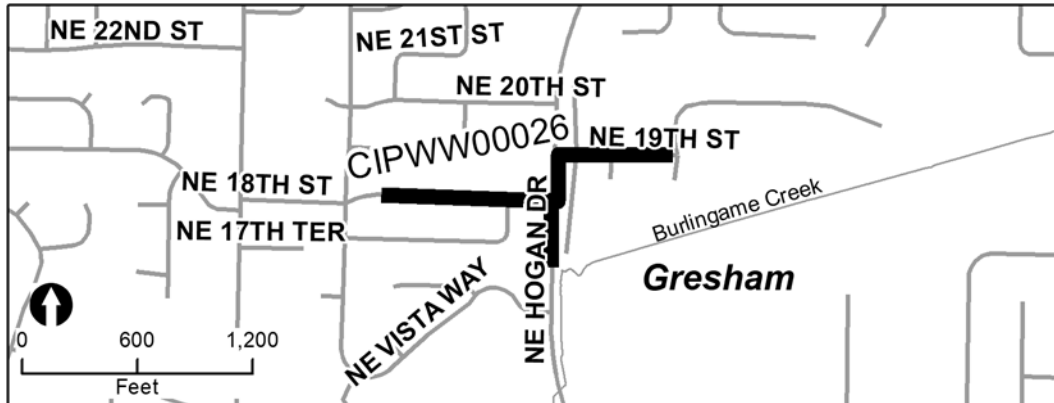 NE 22ND ST
NE 21ST ST
NE 20TH ST
CIPWW00026
NE 19TH ST
NE 18TH ST
NE 17TH TER
NE HOGAN DR
Burlingame Creek
NE VISTA WAY
Gresham
0 600 1,200
Feet